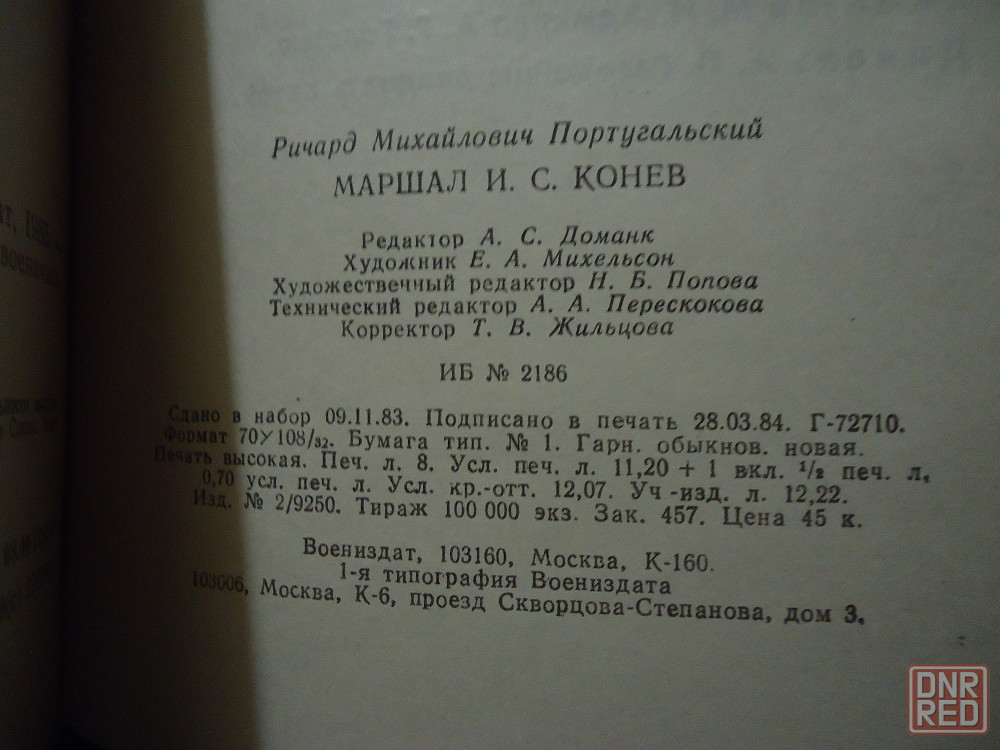 Ричард Михайлович Португальский
МАРШАЛ И. С. КОНЕВ
Редактор А. С. Доманк
Художник Е. А. Михельсон
Художественный редактор Н. Б. Попова
Технический редактор А. А. Перескокова
Корректор Т. В. Жильцова
ИБ № 2186
Сдано в набор 09.11.83. Подписано в печать 28.03.84. Г-72710.
Формат 70×108/32. Бумага тип. № 1. Гарн. обыкнов. новая.
Печать высокая. Печ. л. 8. Усл. печ. л. 11,20 + 1 вкл. 1/2 печ. л,
0,70 усл. печ. л. Усл. кр.-отт. 12,07. Уч-изд. л. 12,22.
Изд. № 2/9250. Тираж 100 000 экз. Зак. 457. Цена 45 к.
Воениздат, 103160, Москва, К-160.
1-я типография Воениздата
103006, Москва, К-6, проезд Скворцова-Степанова, дом 3.
DNR
RED